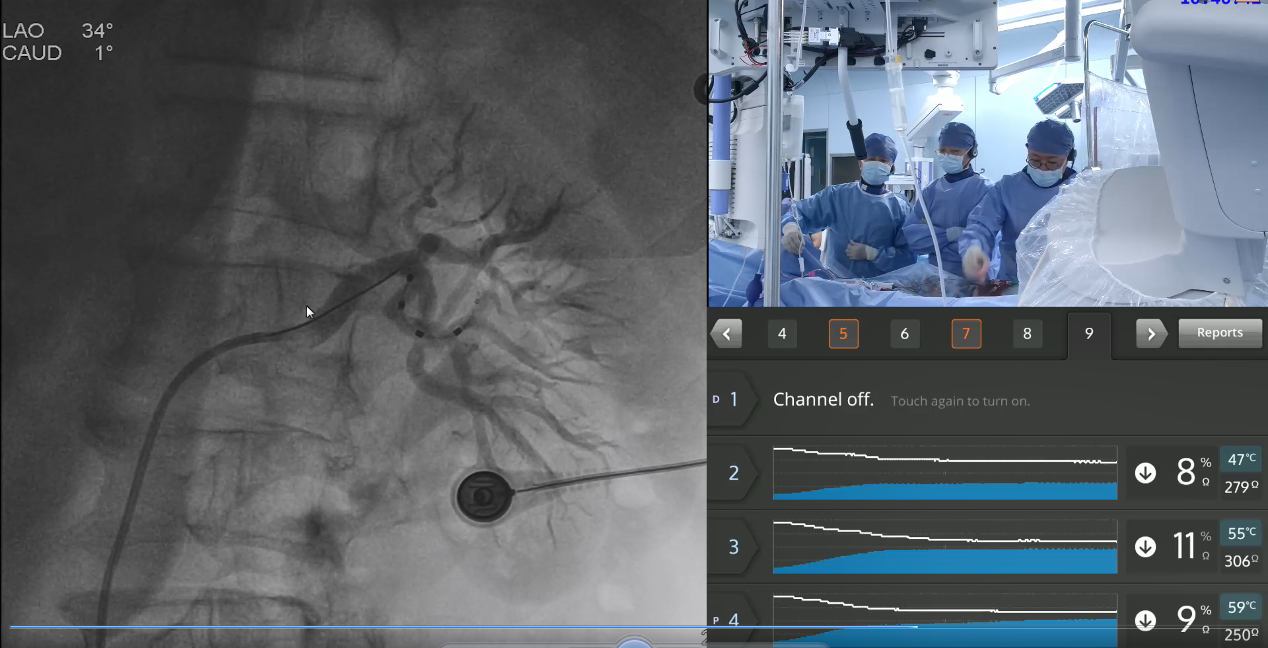 LAO 34°
CAUD 1°
4 5 6 7 8 9 Reports
D 1 Channel off. Touch again to turn on.
2 8 % Ω 47°C 279Ω
3 11 % Ω 55°C 306Ω
P 4 9 % Ω 59°C 250Ω